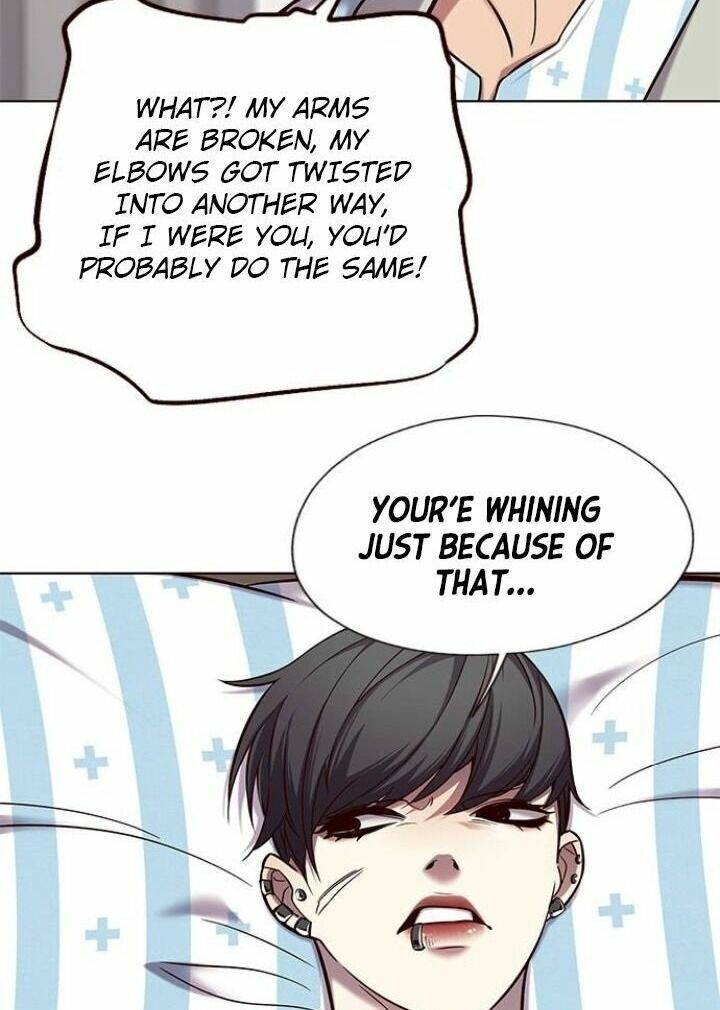 WHAT?! MY ARMS
ARE BROKEN, MY
ELBOWS GOT TWISTED
INTO ANOTHER WAY,
IF I WERE YOU, YOU'D
PROBABLY DO THE SAME!
YOUR'E WHINING
JUST BECAUSE OF
THAT...